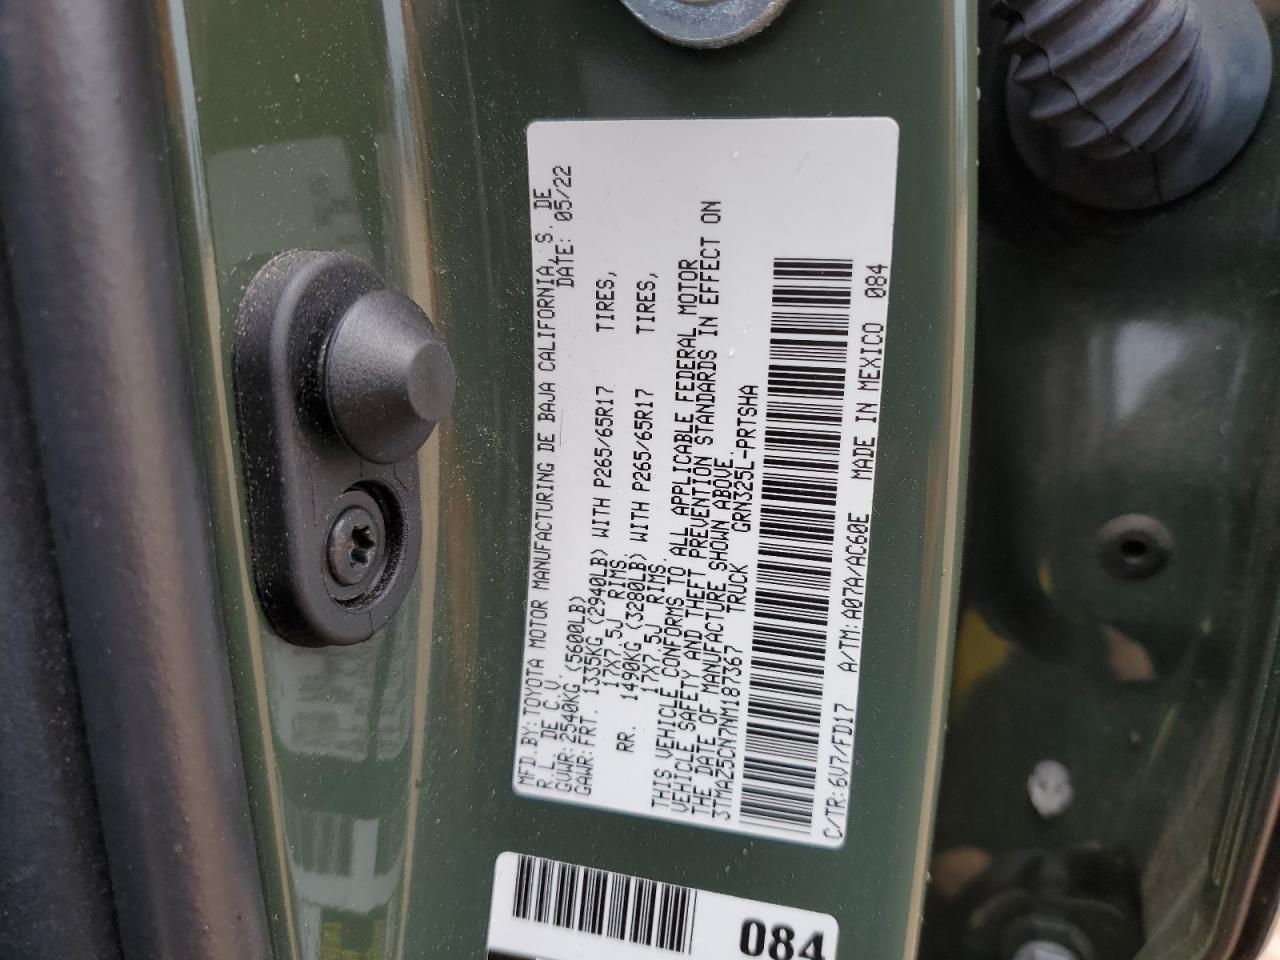 MFD.BY:TOYOTA MOTOR MANUFACTURING DE BAJA CALIFORNIA, S. DE
R.L. DE C.V. DATE: 05/22
GVWR:2540KG (5600LB)
GAWR:FRT. 1335KG (2940LB) WITH P265/65R17 TIRES,
17X7.5J RIMS,
RR. 1490KG (3280LB) WITH P265/65R17 TIRES,
17X7.5J RIMS
THIS VEHICLE CONFORMS TO ALL APPLICABLE FEDERAL MOTOR
VEHICLE SAFETY AND THEFT PREVENTION STANDARDS IN EFFECT ON
THE DATE OF MANUFACTURE SHOWN ABOVE.
3TMAZ5CN7NM187367 TRUCK GRN325L-PRTSHA
C/TR:6V7/FD17 A/TM:A07A/AC60E MADE IN MEXICO 084
084